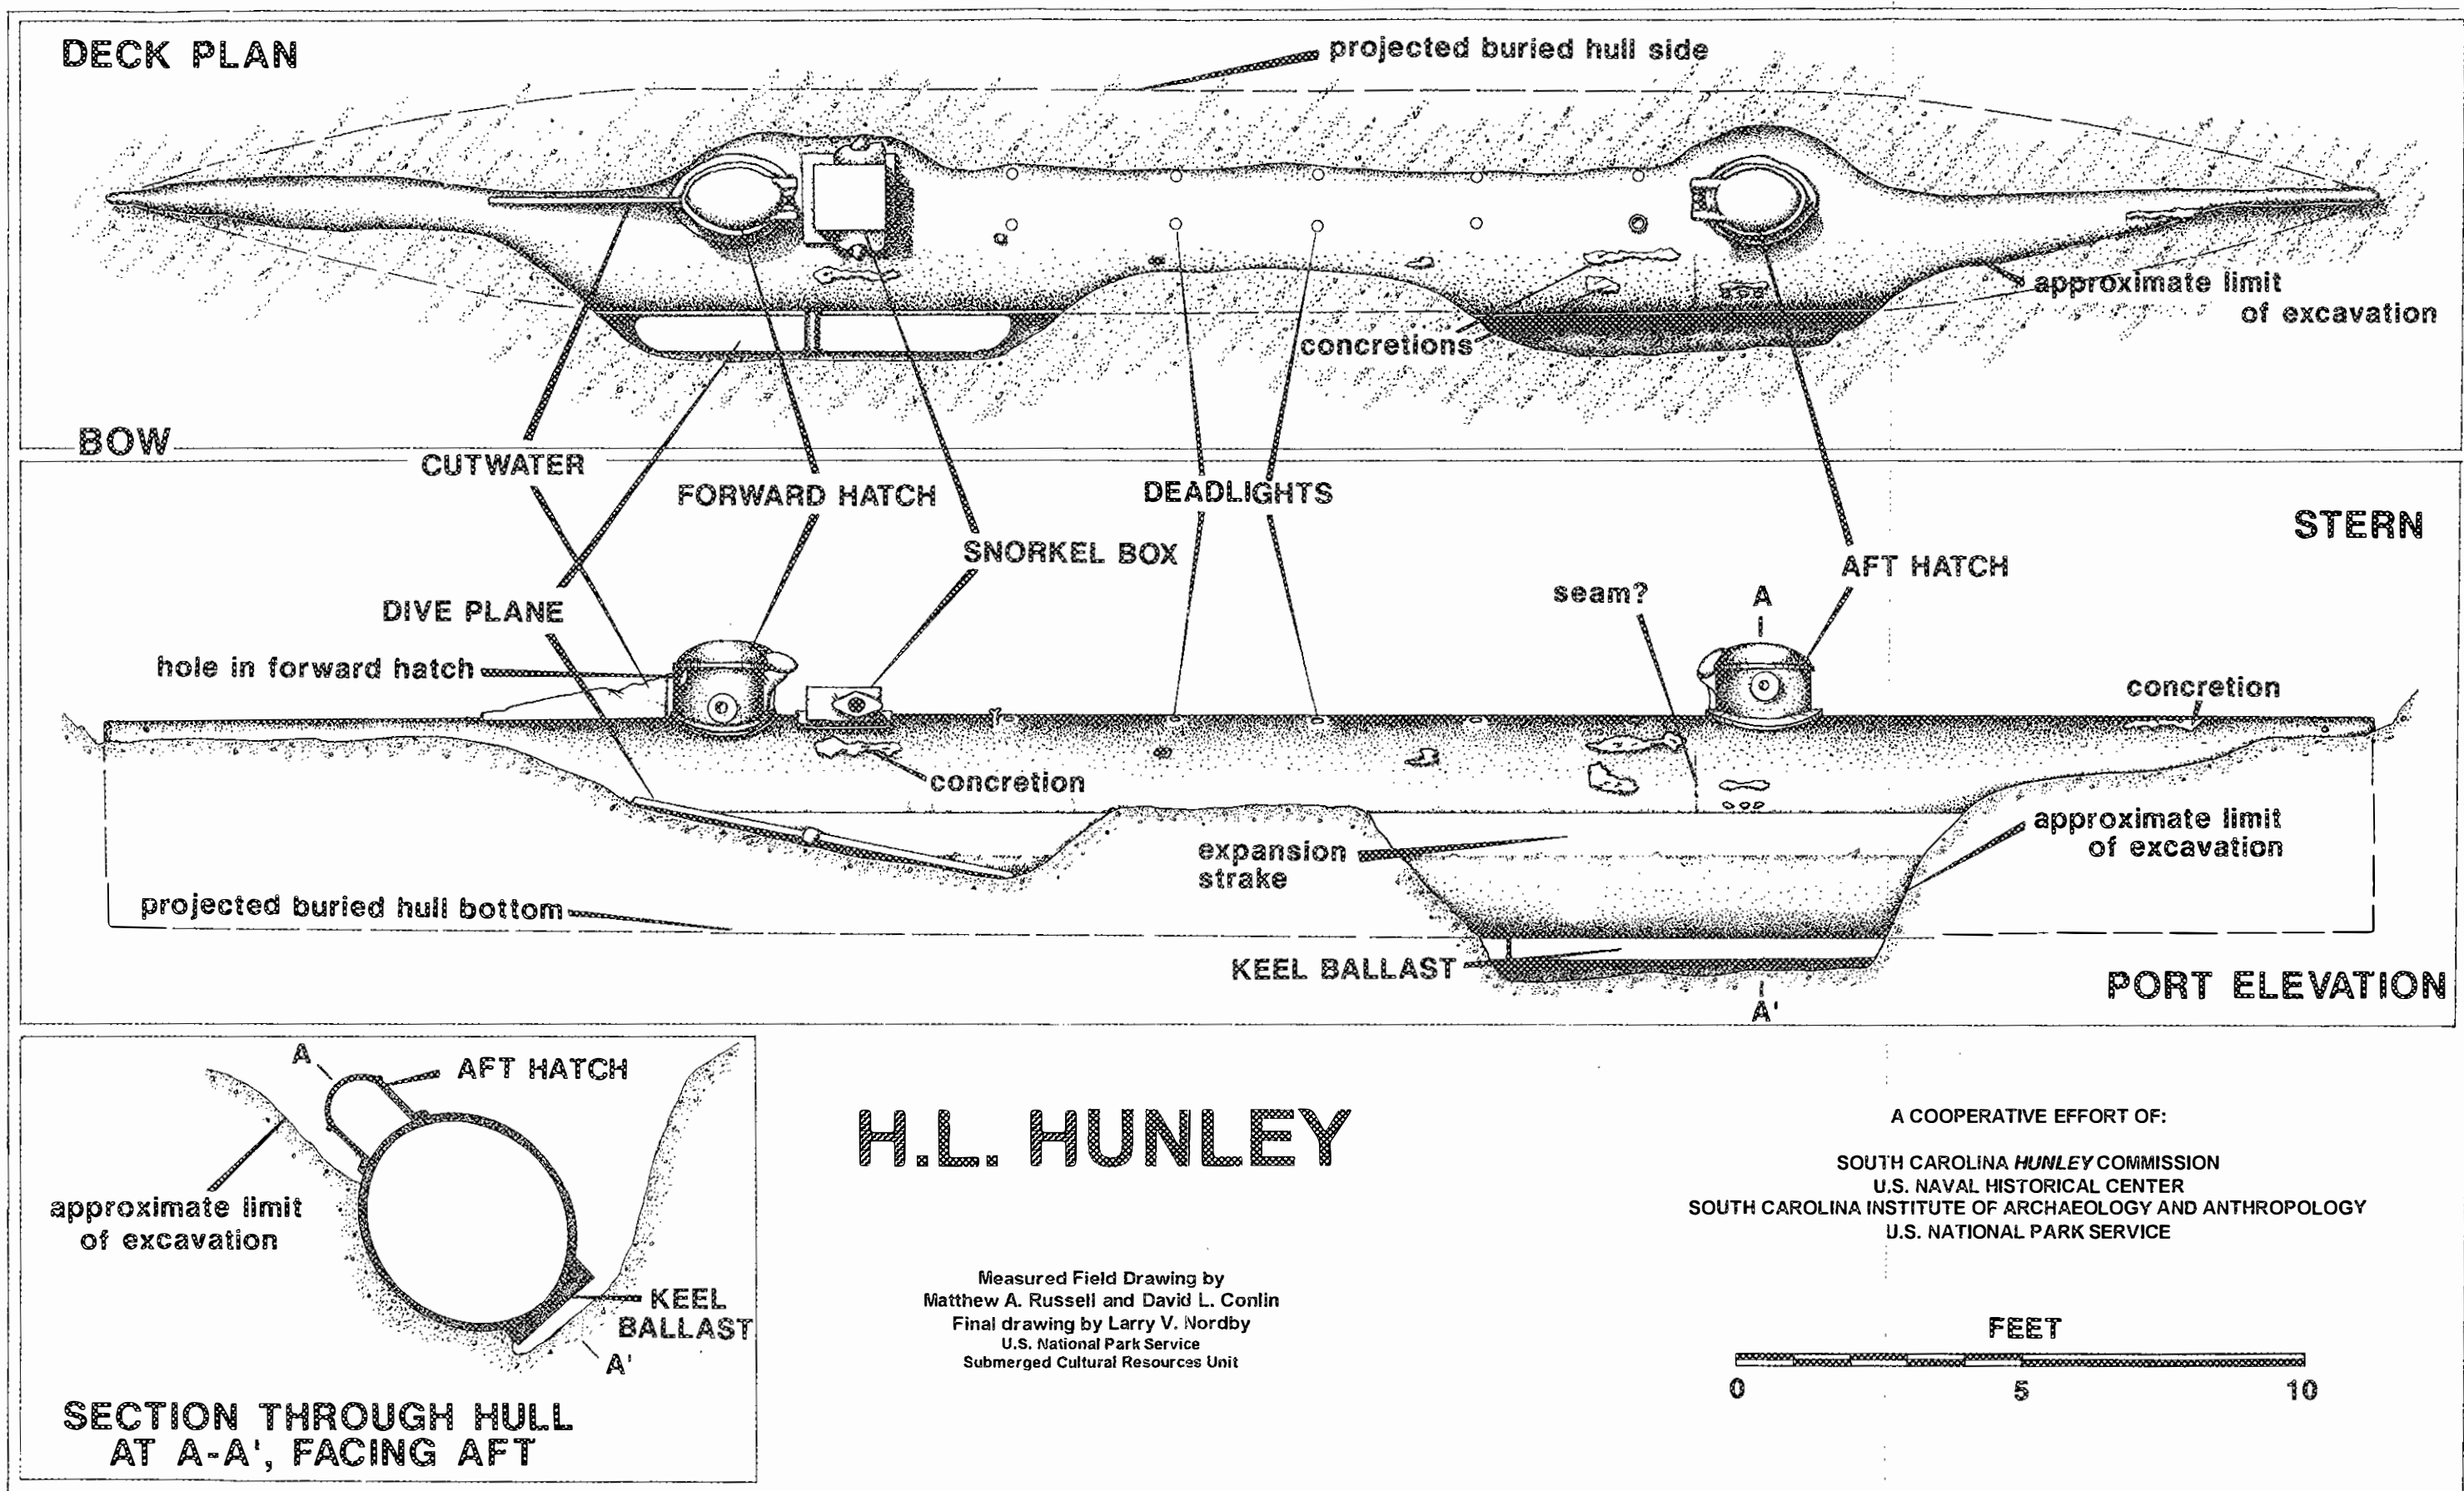 DECK PLAN
projected buried hull side
approximate limit
of excavation
concretions
BOW
CUTWATER
FORWARD HATCH
DEADLIGHTS
SNORKEL BOX
STERN
AFT HATCH
DIVE PLANE
seam?
A
hole in forward hatch
concretion
concretion
approximate limit
of excavation
expansion
strake
projected buried hull bottom
KEEL BALLAST
PORT ELEVATION
A'
A
AFT HATCH
approximate limit
of excavation
KEEL
BALLAST
A'
SECTION THROUGH HULL
AT A-A', FACING AFT
H.L. HUNLEY
Measured Field Drawing by
Matthew A. Russell and David L. Conlin
Final drawing by Larry V. Nordby
U.S. National Park Service
Submerged Cultural Resources Unit
A COOPERATIVE EFFORT OF:
SOUTH CAROLINA HUNLEY COMMISSION
U.S. NAVAL HISTORICAL CENTER
SOUTH CAROLINA INSTITUTE OF ARCHAEOLOGY AND ANTHROPOLOGY
U.S. NATIONAL PARK SERVICE
FEET
0 5 10